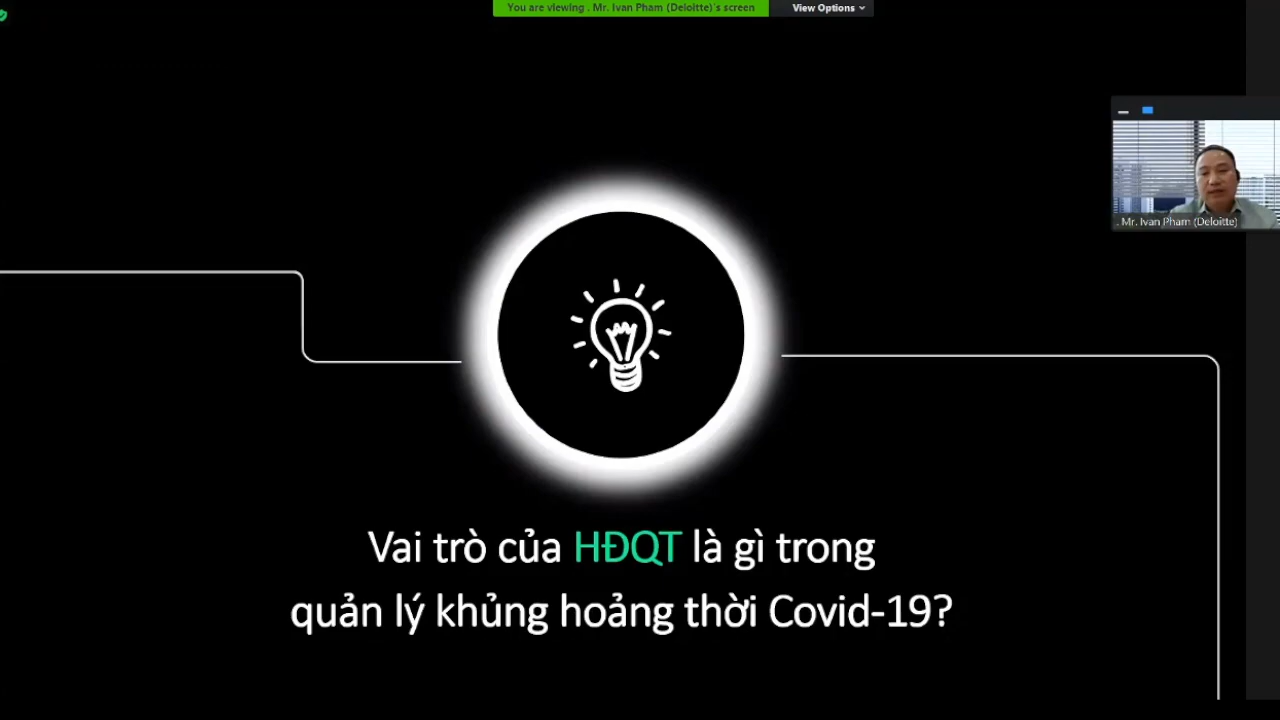 You are viewing . Mr. Ivan Pham (Deloitte)'s screen
View Options
. Mr. Ivan Pham (Deloitte)
Vai trò của HĐQT là gì trong
quản lý khủng hoảng thời Covid-19?